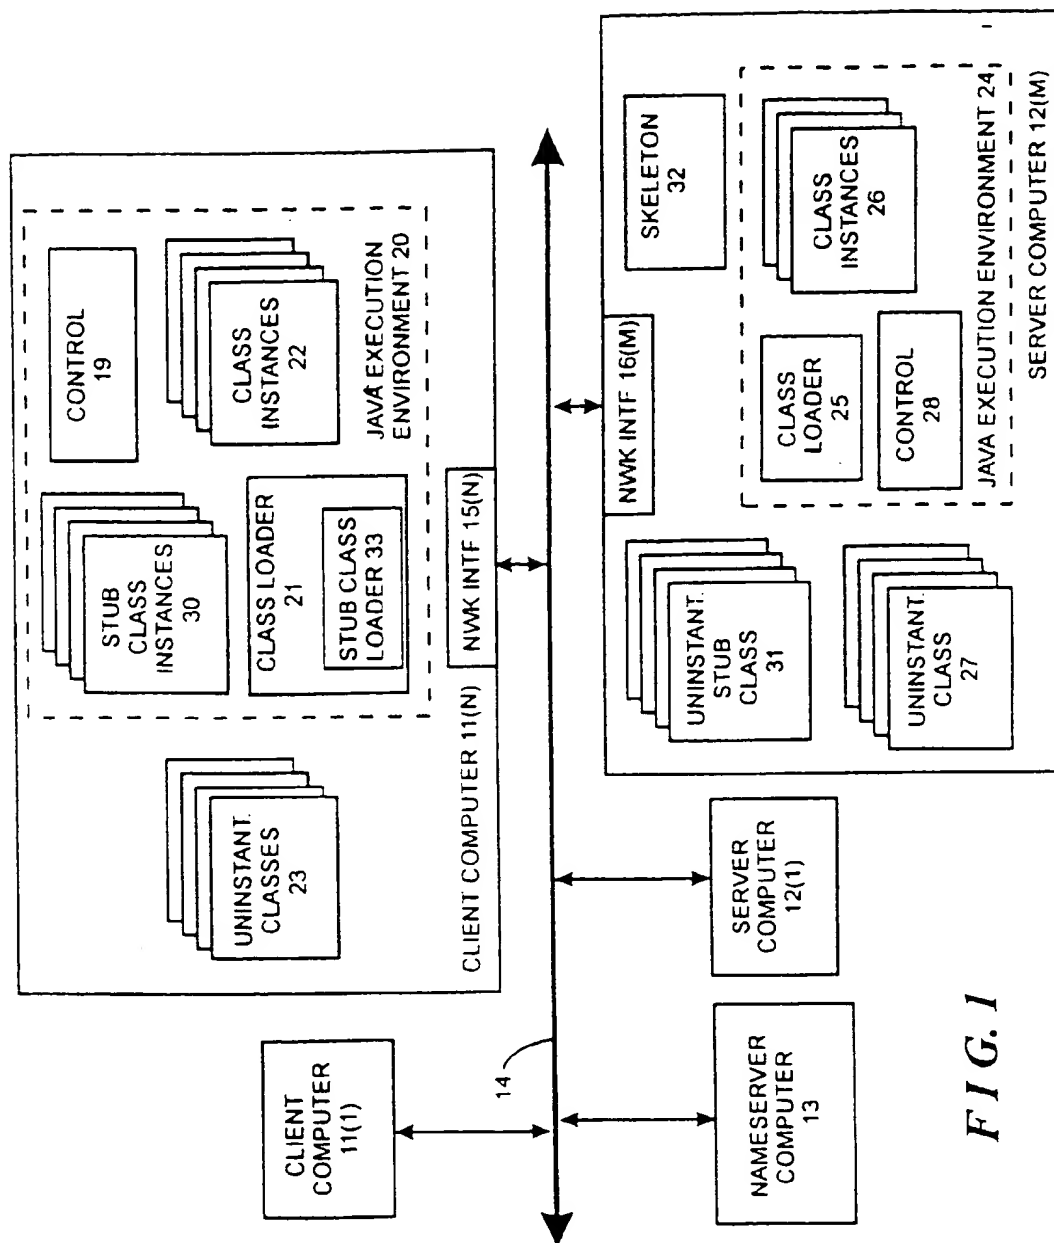 CLIENT
COMPUTER
11(1)
UNINSTANT.
CLASSES
23
STUB
CLASS
INSTANCES
30
CONTROL
19
CLASS LOADER
21
STUB CLASS
LOADER 33
CLASS
INSTANCES
22
JAVA EXECUTION
ENVIRONMENT 20
CLIENT COMPUTER 11(N)
NWK INTF 15(N)
14
NAMESERVER
COMPUTER
13
SERVER
COMPUTER
12(1)
NWK INTF 16(M)
UNINSTANT.
STUB
CLASS
31
SKELETON
32
CLASS
LOADER
25
CLASS
INSTANCES
26
UNINSTANT.
CLASS
27
CONTROL
28
JAVA EXECUTION ENVIRONMENT 24
SERVER COMPUTER 12(M)
FIG. 1